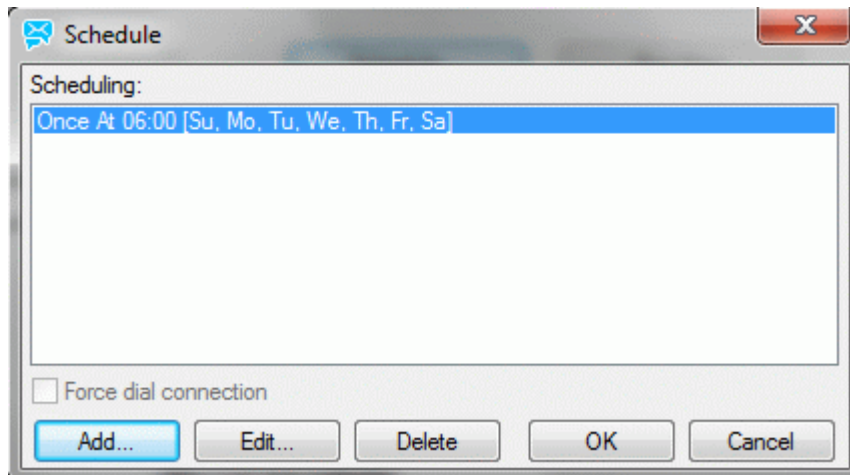 Schedule
Scheduling:
Once At 06:00 [Su, Mo, Tu, We, Th, Fr, Sa]
Force dial connection
Add... Edit... Delete OK Cancel